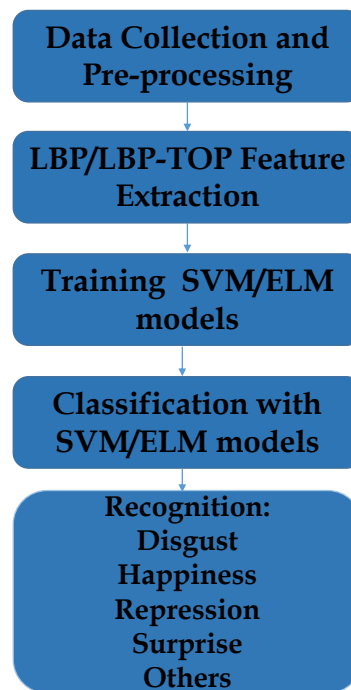 Data Collection and
Pre-processing
LBP/LBP-TOP Feature
Extraction
Training SVM/ELM
models
Classification with
SVM/ELM models
Recognition:
Disgust
Happiness
Repression
Surprise
Others